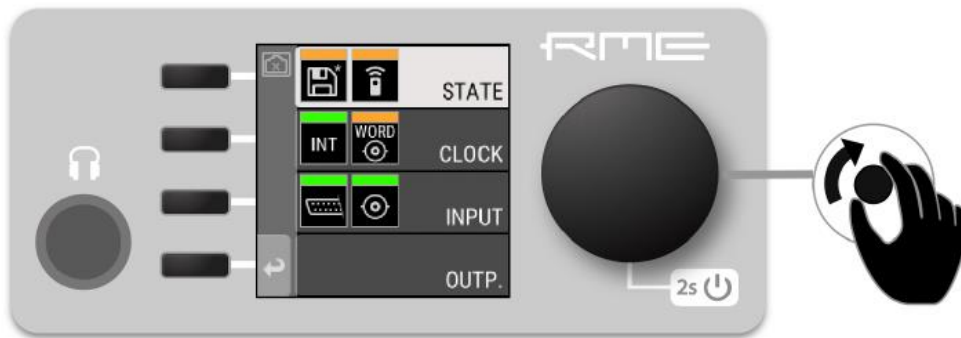 RME
STATE
INT
WORD
CLOCK
INPUT
OUTP.
2s